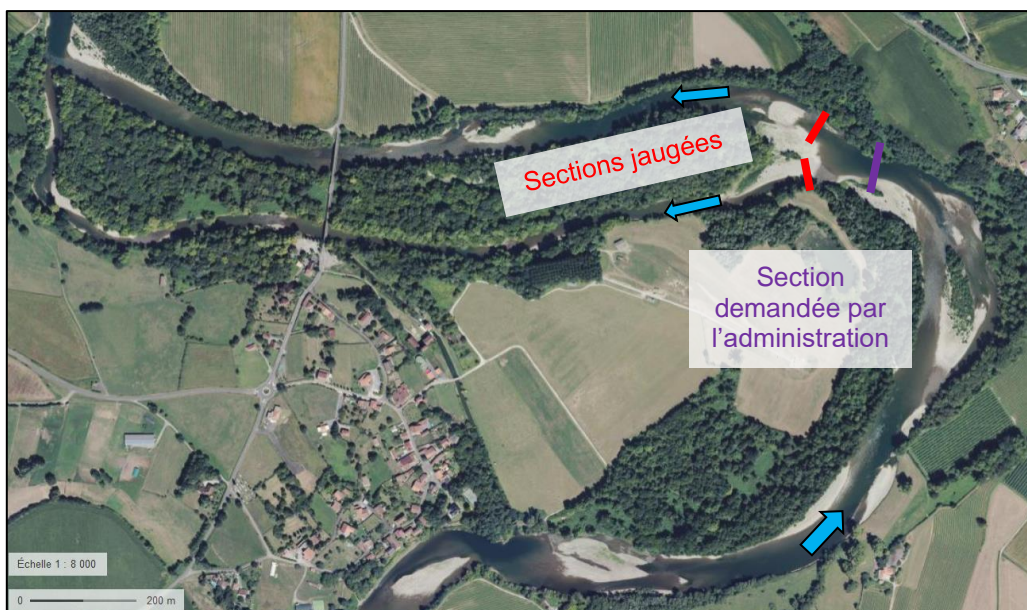 Sections jaugées
Section
demandée par
l'administration
Échelle 1 : 8 000
0
200 m